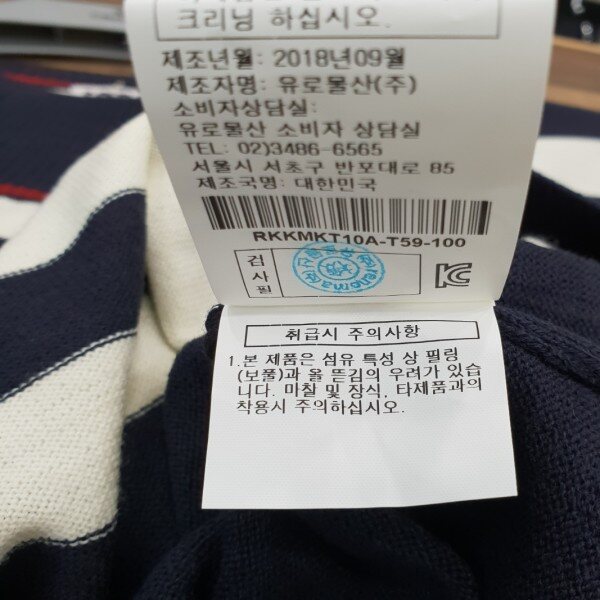 크리닝 하십시오.
제조년월: 2018년09월
제조자명: 유로물산(주)
소비자상담실:
유로물산 소비자 상담실
TEL: 02)3486-6565
서울시 서초구 반포대로 85
제조국명: 대한민국
RKKMKT10A-T59-100
검
사
필
renoma
취급시 주의사항
1.본 제품은 섬유 특성 상 필링
(보풀)과 올 뜯김의 우려가 있습
니다. 마찰 및 장식, 타제품과의
착용시 주의하십시오.